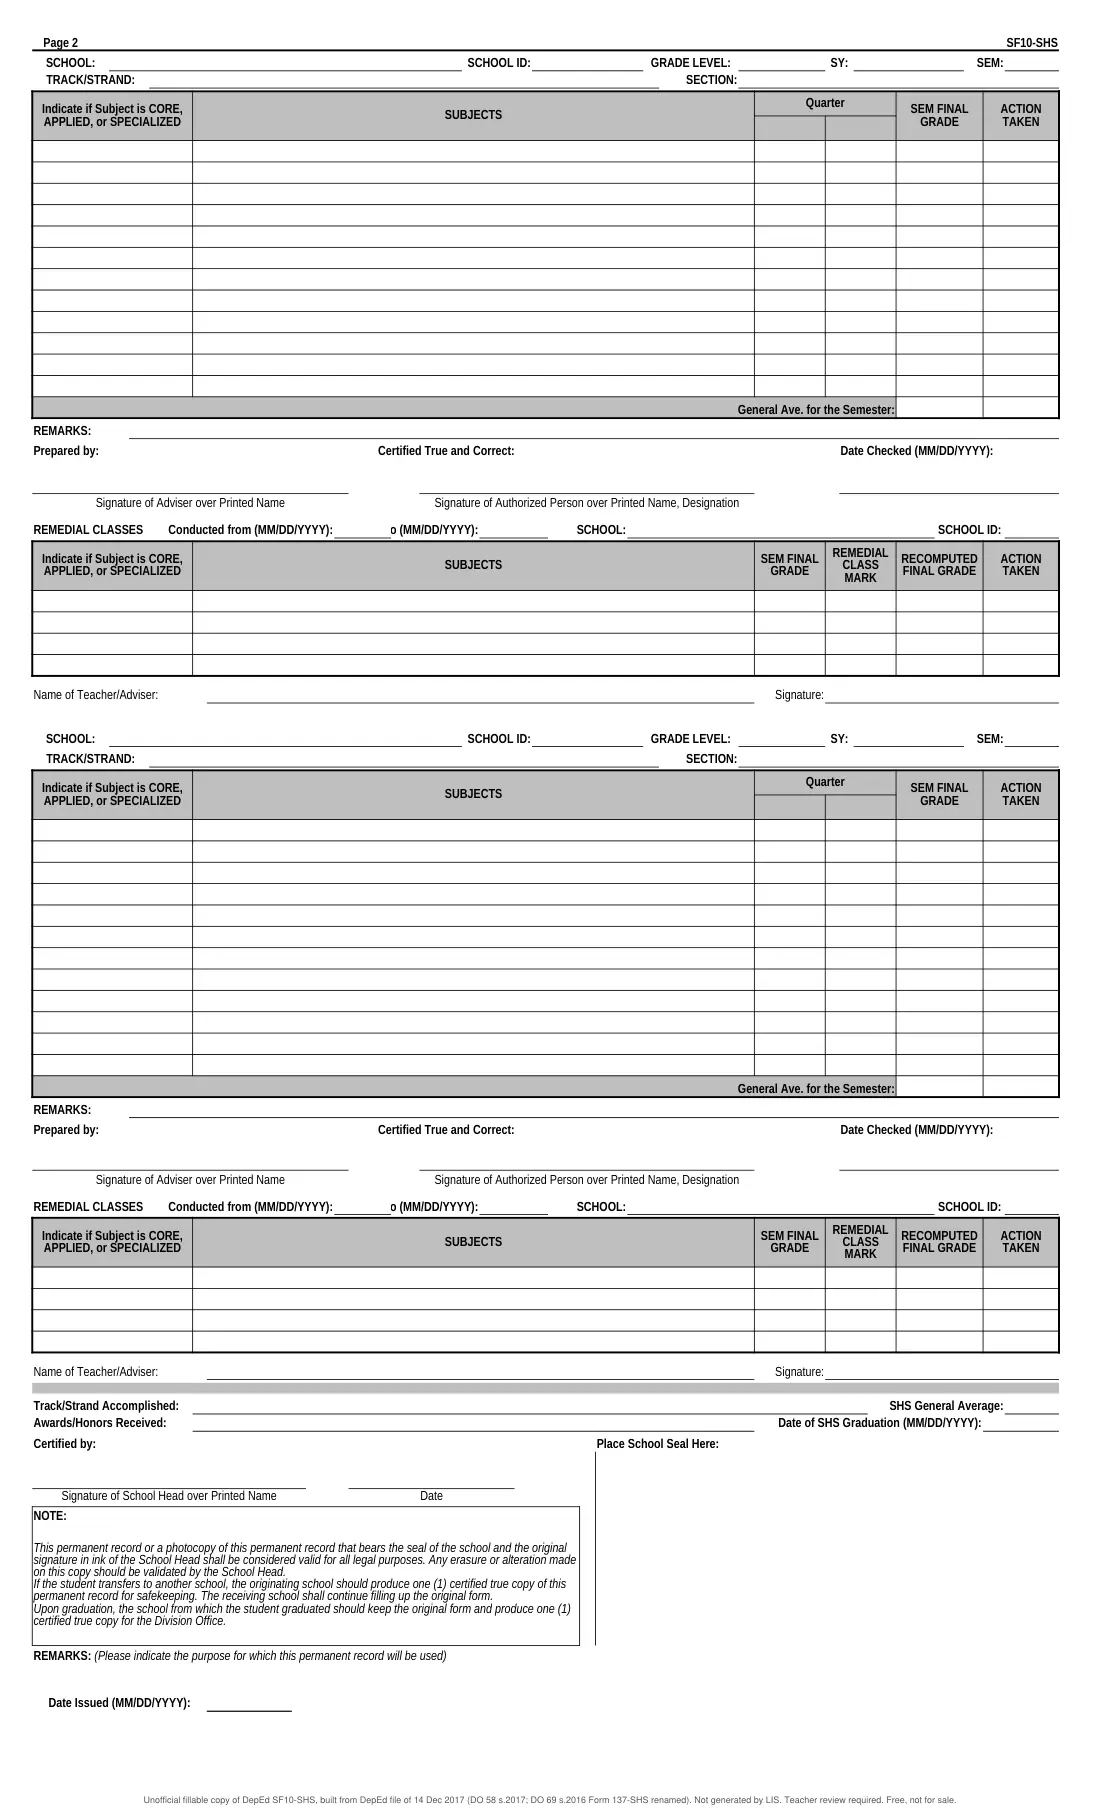 Page 2 SF10-SHS
SCHOOL: SCHOOL ID: GRADE LEVEL: SY: SEM:
TRACK/STRAND: SECTION:
Indicate if Subject is CORE, APPLIED, or SPECIALIZED SUBJECTS Quarter SEM FINAL GRADE ACTION TAKEN
General Ave. for the Semester:
REMARKS:
Prepared by: Certified True and Correct: Date Checked (MM/DD/YYYY):
Signature of Adviser over Printed Name Signature of Authorized Person over Printed Name, Designation
REMEDIAL CLASSES Conducted from (MM/DD/YYYY): o (MM/DD/YYYY): SCHOOL: SCHOOL ID:
Indicate if Subject is CORE, APPLIED, or SPECIALIZED SUBJECTS SEM FINAL GRADE REMEDIAL CLASS MARK RECOMPUTED FINAL GRADE ACTION TAKEN
Name of Teacher/Adviser: Signature:
SCHOOL: SCHOOL ID: GRADE LEVEL: SY: SEM:
TRACK/STRAND: SECTION:
Indicate if Subject is CORE, APPLIED, or SPECIALIZED SUBJECTS Quarter SEM FINAL GRADE ACTION TAKEN
General Ave. for the Semester:
REMARKS:
Prepared by: Certified True and Correct: Date Checked (MM/DD/YYYY):
Signature of Adviser over Printed Name Signature of Authorized Person over Printed Name, Designation
REMEDIAL CLASSES Conducted from (MM/DD/YYYY): o (MM/DD/YYYY): SCHOOL: SCHOOL ID:
Indicate if Subject is CORE, APPLIED, or SPECIALIZED SUBJECTS SEM FINAL GRADE REMEDIAL CLASS MARK RECOMPUTED FINAL GRADE ACTION TAKEN
Name of Teacher/Adviser: Signature:
Track/Strand Accomplished: SHS General Average:
Awards/Honors Received: Date of SHS Graduation (MM/DD/YYYY):
Certified by: Place School Seal Here:
Signature of School Head over Printed Name Date
NOTE:
This permanent record or a photocopy of this permanent record that bears the seal of the school and the original
signature in ink of the School Head shall be considered valid for all legal purposes. Any erasure or alteration made
on this copy should be validated by the School Head.
If the student transfers to another school, the originating school should produce one (1) certified true copy of this
permanent record for safekeeping. The receiving school shall continue filling up the original form.
Upon graduation, the school from which the student graduated should keep the original form and produce one (1)
certified true copy for the Division Office.
REMARKS: (Please indicate the purpose for which this permanent record will be used)
Date Issued (MM/DD/YYYY):
Unofficial fillable copy of DepEd SF10-SHS, built from DepEd file of 14 Dec 2017 (DO 58 s.2017; DO 69 s.2016 Form 137-SHS renamed). Not generated by LIS. Teacher review required. Free, not for sale.